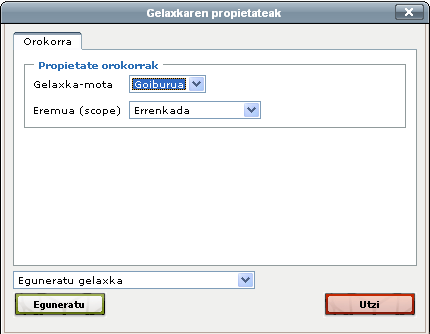 Gelaxkaren propietateak
Orokorra
Propietate orokorrak
Gelaxka-mota Goiburua
Eremua (scope) Errenkada
Eguneratu gelaxka
Eguneratu Utzi